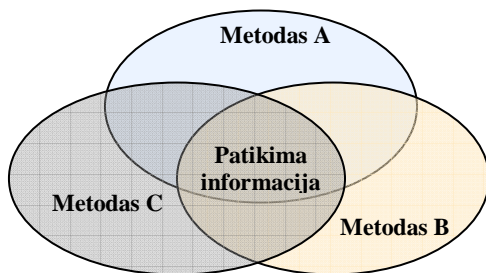 Metodas A
Patikima
informacija
Metodas C
Metodas B